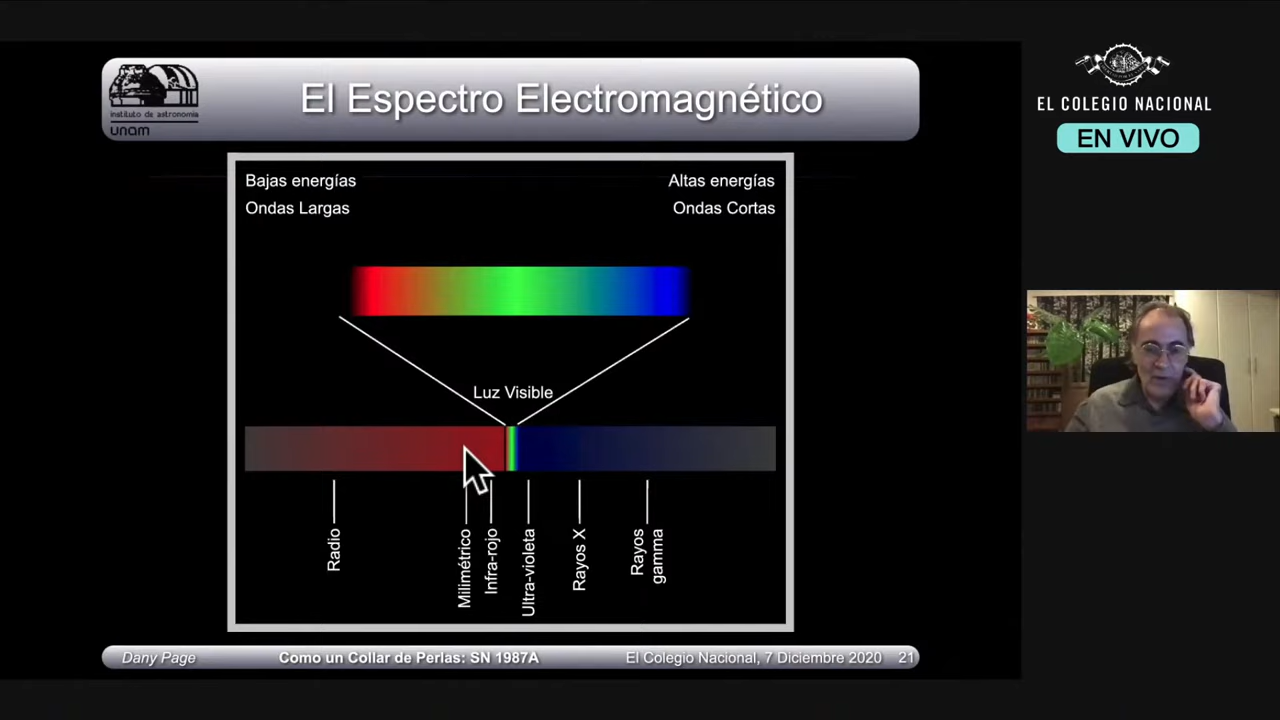 El Espectro Electromagnético
instituto de astronomía
unam
EL COLEGIO NACIONAL
EN VIVO
Bajas energías
Altas energías
Ondas Largas
Ondas Cortas
Luz Visible
Radio
Milimétrico
Infra-rojo
Ultra-violeta
Rayos X
Rayos
gamma
Dany Page
Como un Collar de Perlas: SN 1987A
El Colegio Nacional, 7 Diciembre 2020
21